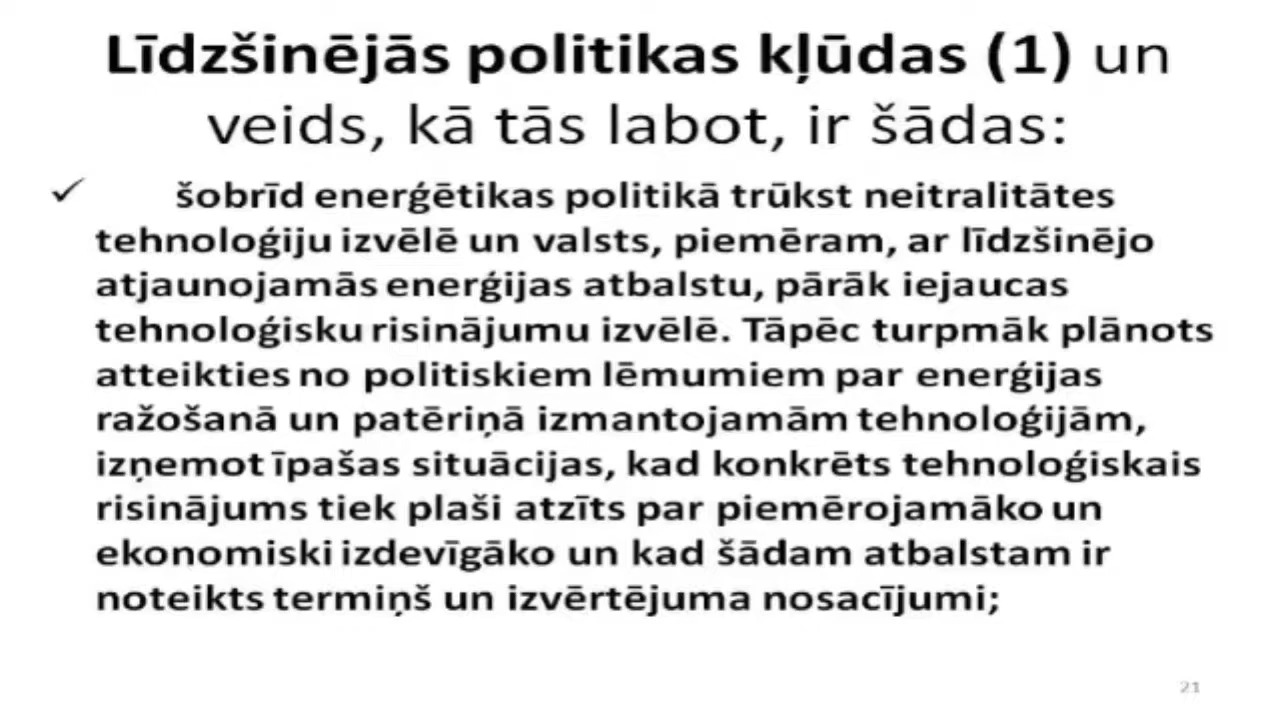 Līdzšinējās politikas kļūdas (1) un
veids, kā tās labot, ir šādas:
✓ šobrīd enerģētikas politikā trūkst neitralitātes
tehnoloģiju izvēlē un valsts, piemēram, ar līdzšinējo
atjaunojamās enerģijas atbalstu, pārāk iejaucas
tehnoloģisku risinājumu izvēlē. Tāpēc turpmāk plānots
atteikties no politiskiem lēmumiem par enerģijas
ražošanā un patēriņā izmantojamām tehnoloģijām,
izņemot īpašas situācijas, kad konkrēts tehnoloģiskais
risinājums tiek plaši atzīts par piemērojamāko un
ekonomiski izdevīgāko un kad šādam atbalstam ir
noteikts termiņš un izvērtējuma nosacījumi;
21